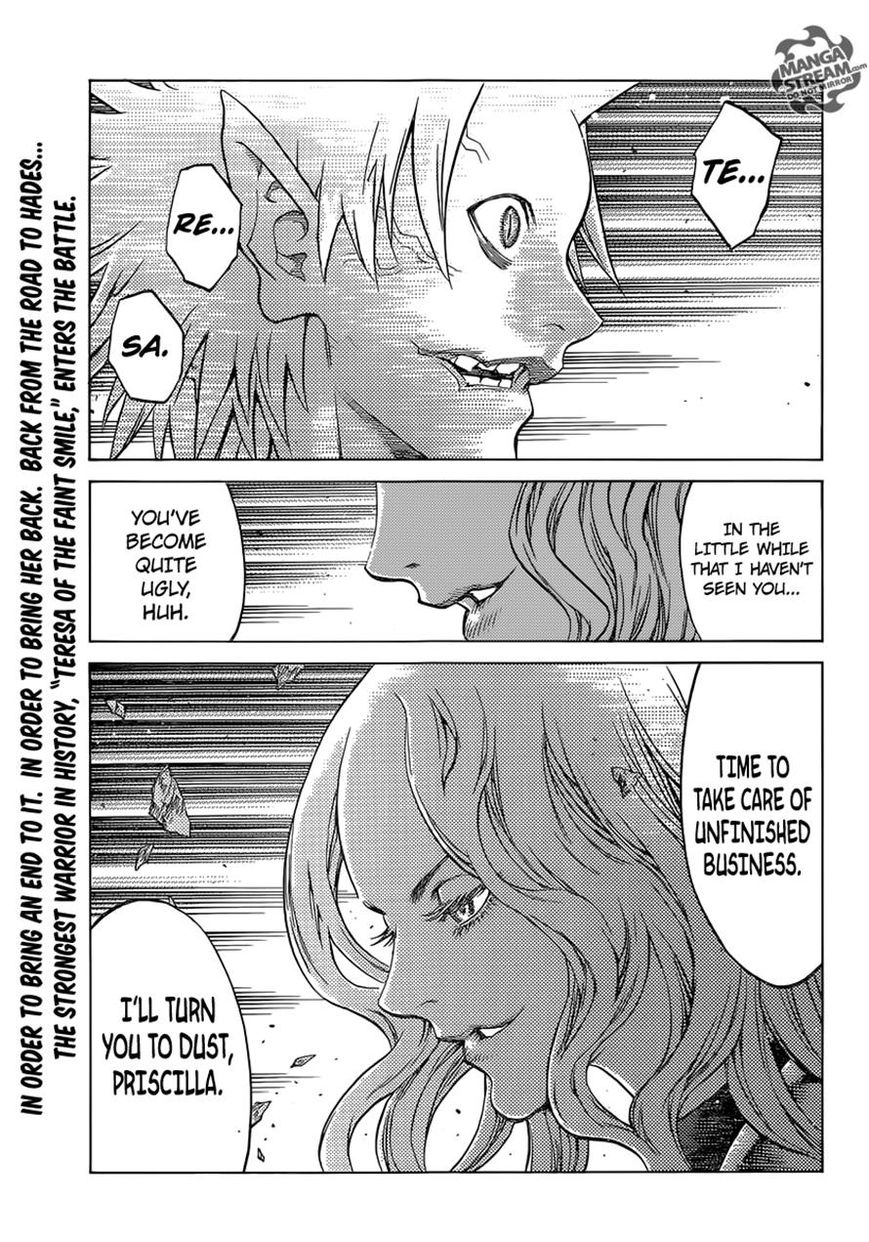 MANGA
STREAM.com
DO NOT MIRROR
TE...
RE...
SA.
IN THE
LITTLE WHILE
THAT I HAVEN'T
SEEN YOU...
YOU'VE
BECOME
QUITE
UGLY,
HUH.
TIME TO
TAKE CARE OF
UNFINISHED
BUSINESS.
I'LL TURN
YOU TO DUST,
PRISCILLA.
IN ORDER TO BRING AN END TO IT. IN ORDER TO BRING HER BACK. BACK FROM THE ROAD TO HADES...
THE STRONGEST WARRIOR IN HISTORY, "TERESA OF THE FAINT SMILE," ENTERS THE BATTLE.